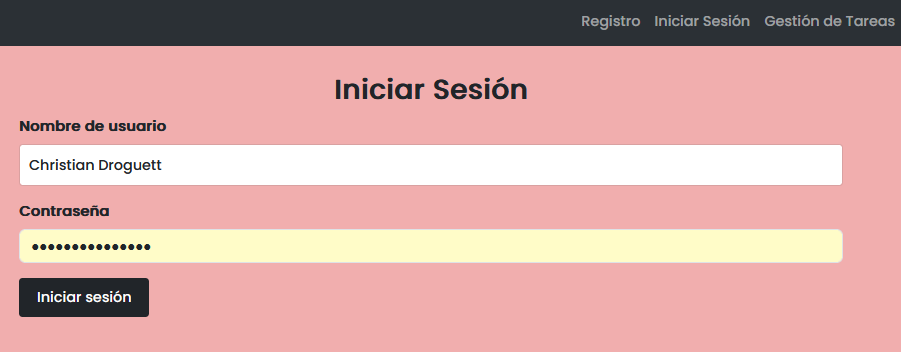 Registro Iniciar Sesión Gestión de Tareas
Iniciar Sesión
Nombre de usuario
Christian Droguett
Contraseña
•••••••••••••••
Iniciar sesión